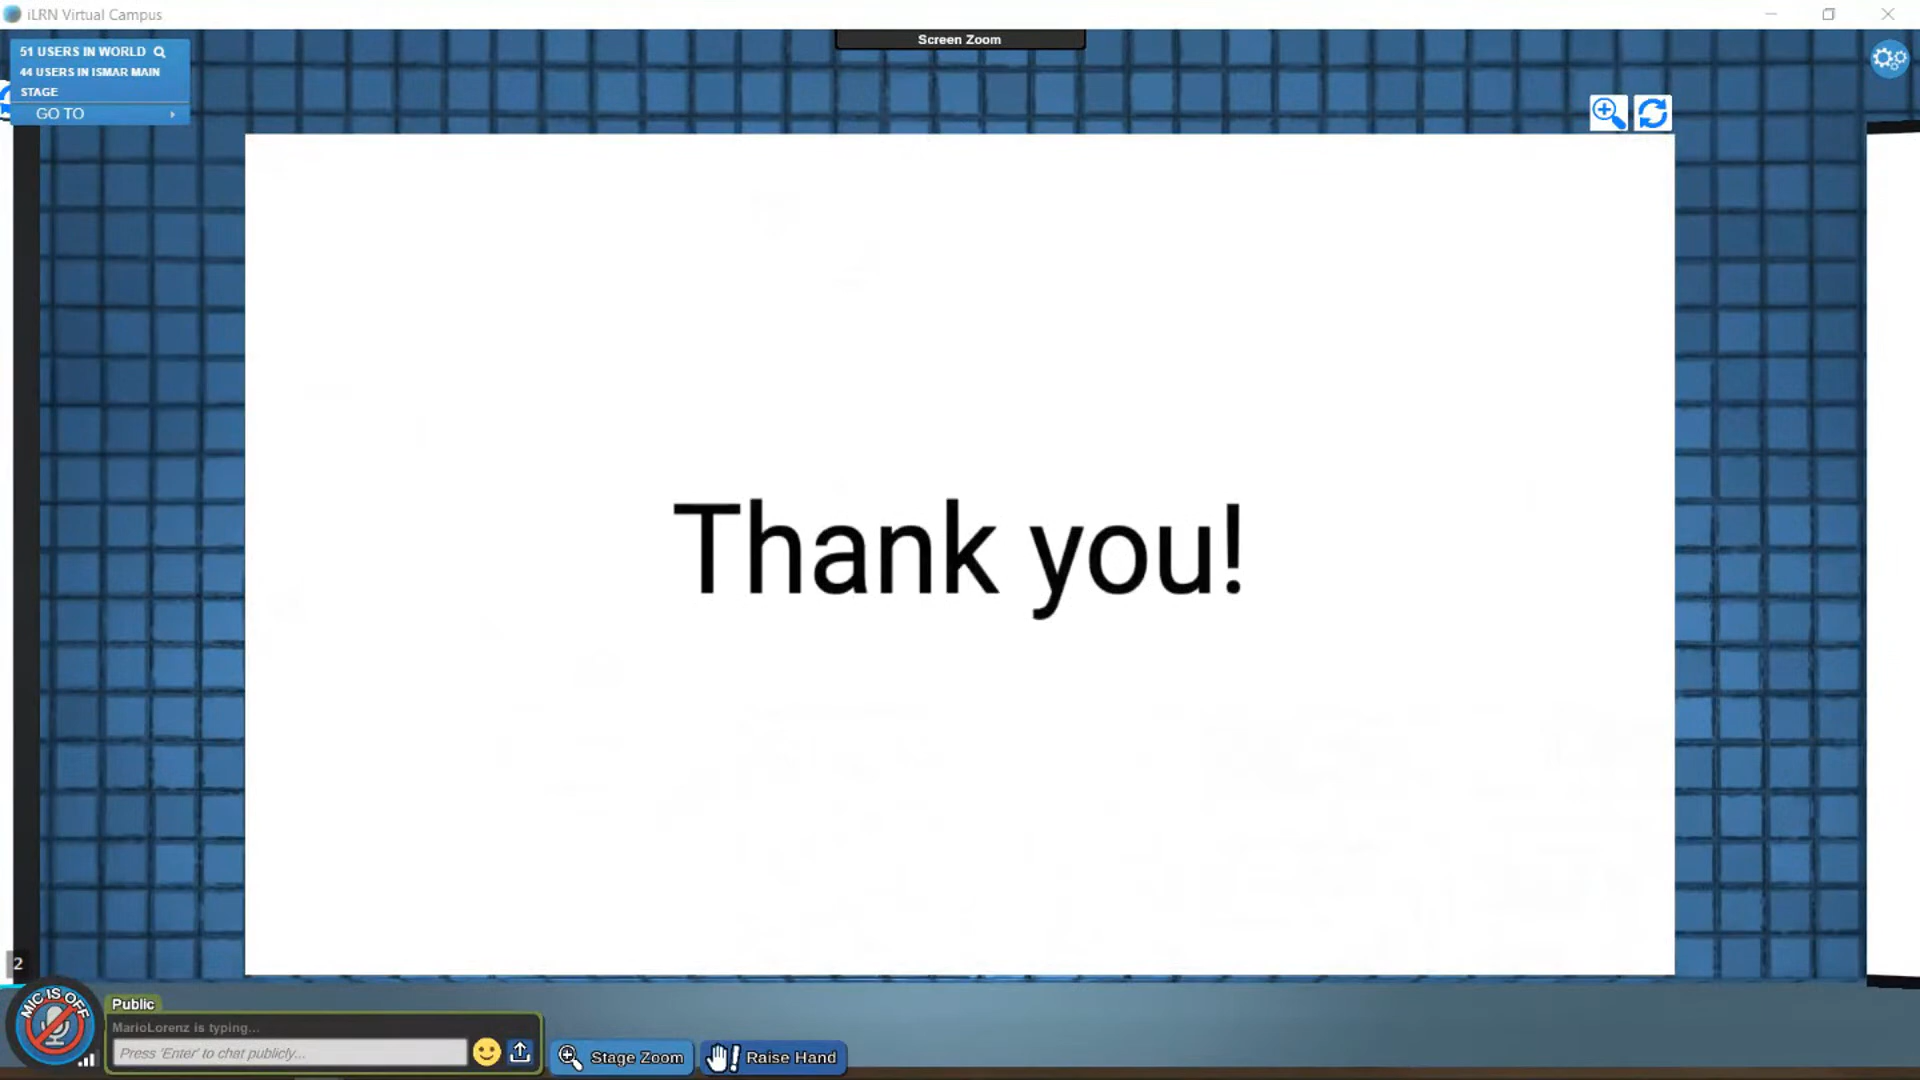 iLRN Virtual Campus
51 USERS IN WORLD
44 USERS IN ISMAR MAIN
STAGE
GO TO
Screen Zoom
Thank you!
2
MIC IS OFF
Public
MarioLorenz is typing...
Press 'Enter' to chat publicly...
Stage Zoom
Raise Hand